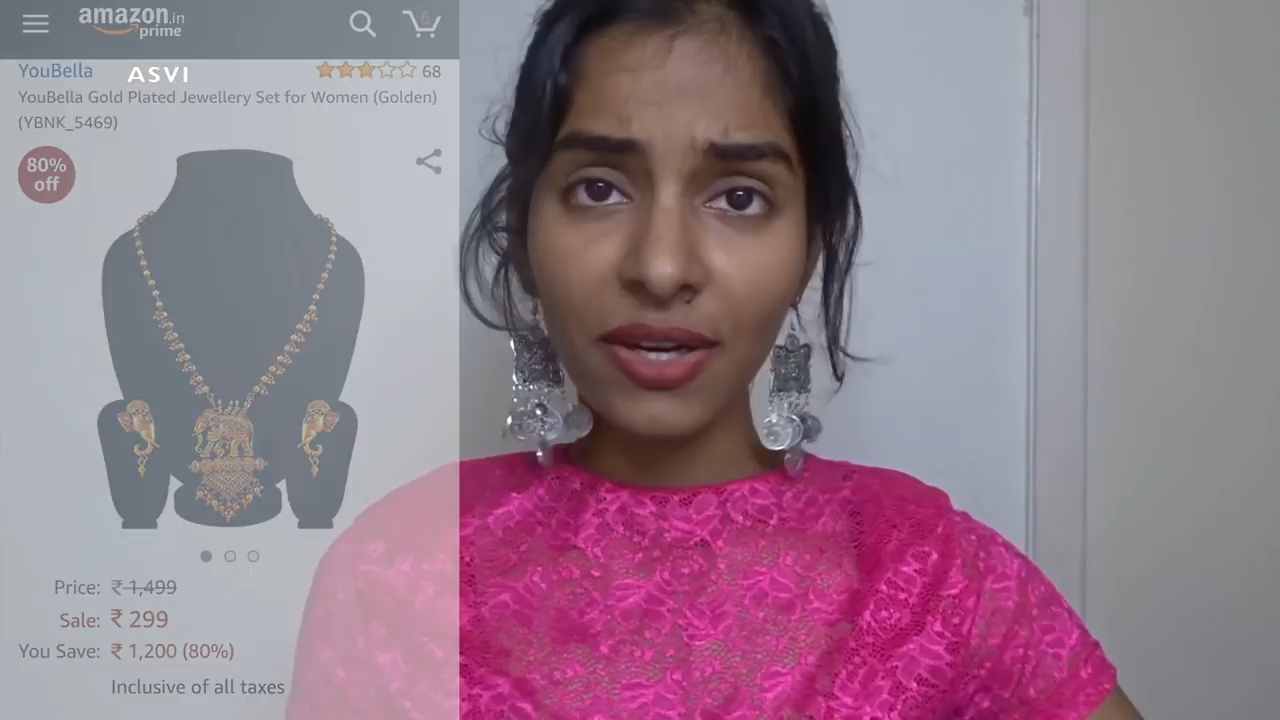 amazon.in
prime
6
YouBella
ASVI
68
YouBella Gold Plated Jewellery Set for Women (Golden)
(YBNK_5469)
80%
off
Price: ₹ 1,499
Sale: ₹ 299
You Save: ₹ 1,200 (80%)
Inclusive of all taxes